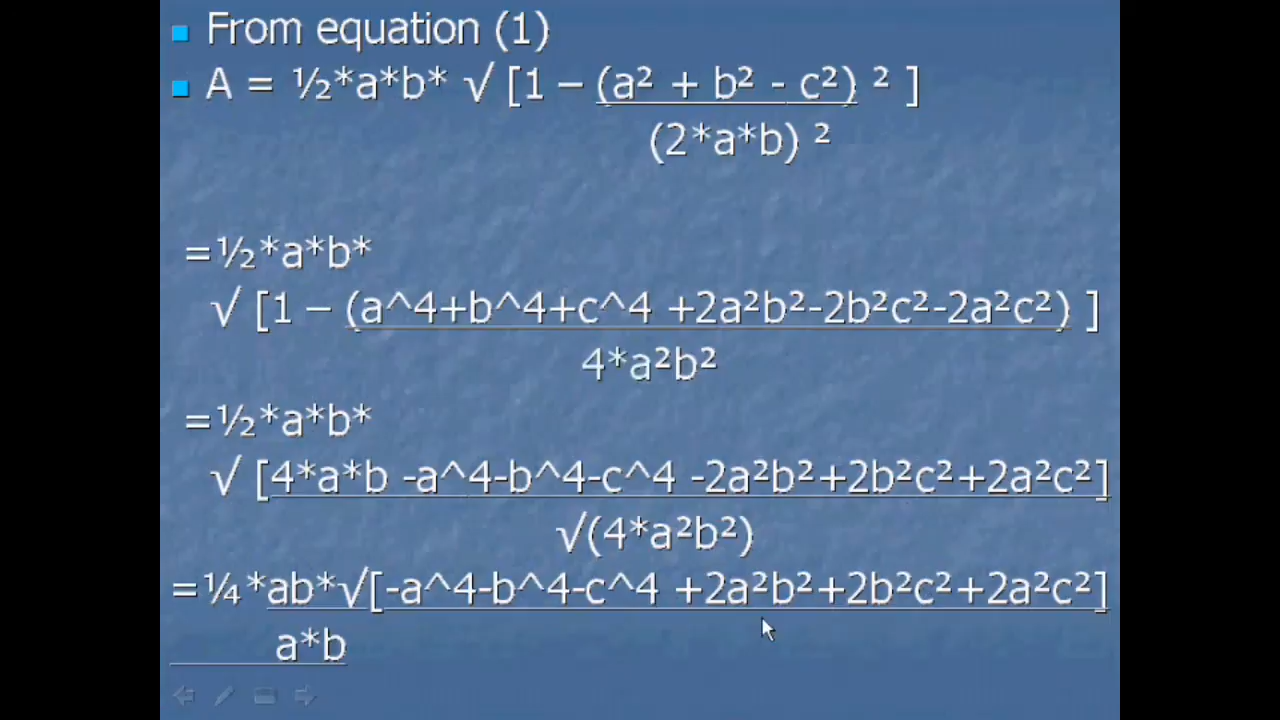 From equation (1)
A = ½*a*b* √ [1 – (a² + b² - c²) ² ]
(2*a*b) ²
=½*a*b*
√ [1 – (a^4+b^4+c^4 +2a²b²-2b²c²-2a²c²) ]
4*a²b²
=½*a*b*
√ [4*a*b -a^4-b^4-c^4 -2a²b²+2b²c²+2a²c²]
√(4*a²b²)
=¼*ab*√[-a^4-b^4-c^4 +2a²b²+2b²c²+2a²c²]
a*b